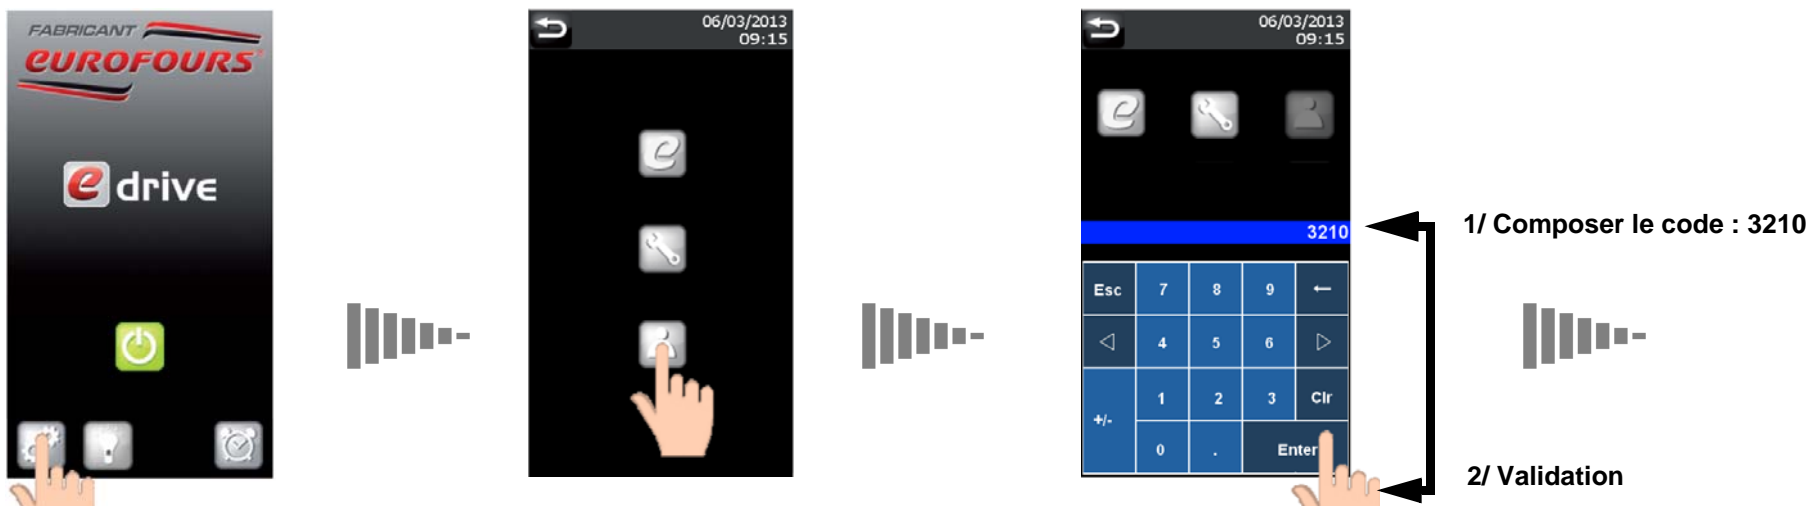 FABRICANT
EUROFOURS
e drive
06/03/2013
09:15
06/03/2013
09:15
3210
1/ Composer le code : 3210
Esc 7 8 9 ←
4 5 6
1 2 3 Clr
+/-
0 . Enter
2/ Validation